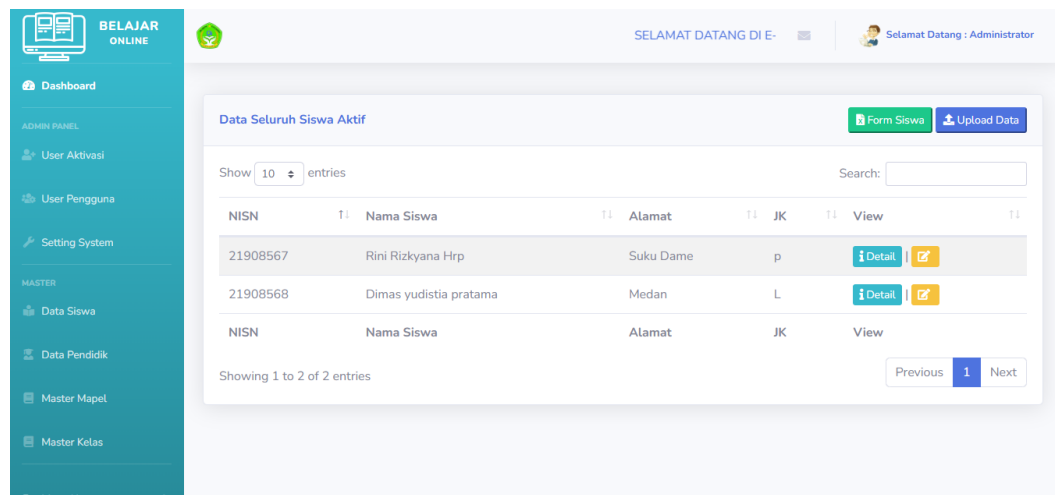 BELAJAR
ONLINE
SELAMAT DATANG DI E-
Selamat Datang : Administrator
Dashboard
ADMIN PANEL
User Aktivasi
User Pengguna
Setting System
MASTER
Data Siswa
Data Pendidik
Master Mapel
Master Kelas
Data Seluruh Siswa Aktif
Form Siswa
Upload Data
Show 10 entries
Search:
NISN Nama Siswa Alamat JK View
21908567 Rini Rizkyana Hrp Suku Dame p Detail |
21908568 Dimas yudistia pratama Medan L Detail |
NISN Nama Siswa Alamat JK View
Showing 1 to 2 of 2 entries
Previous 1 Next